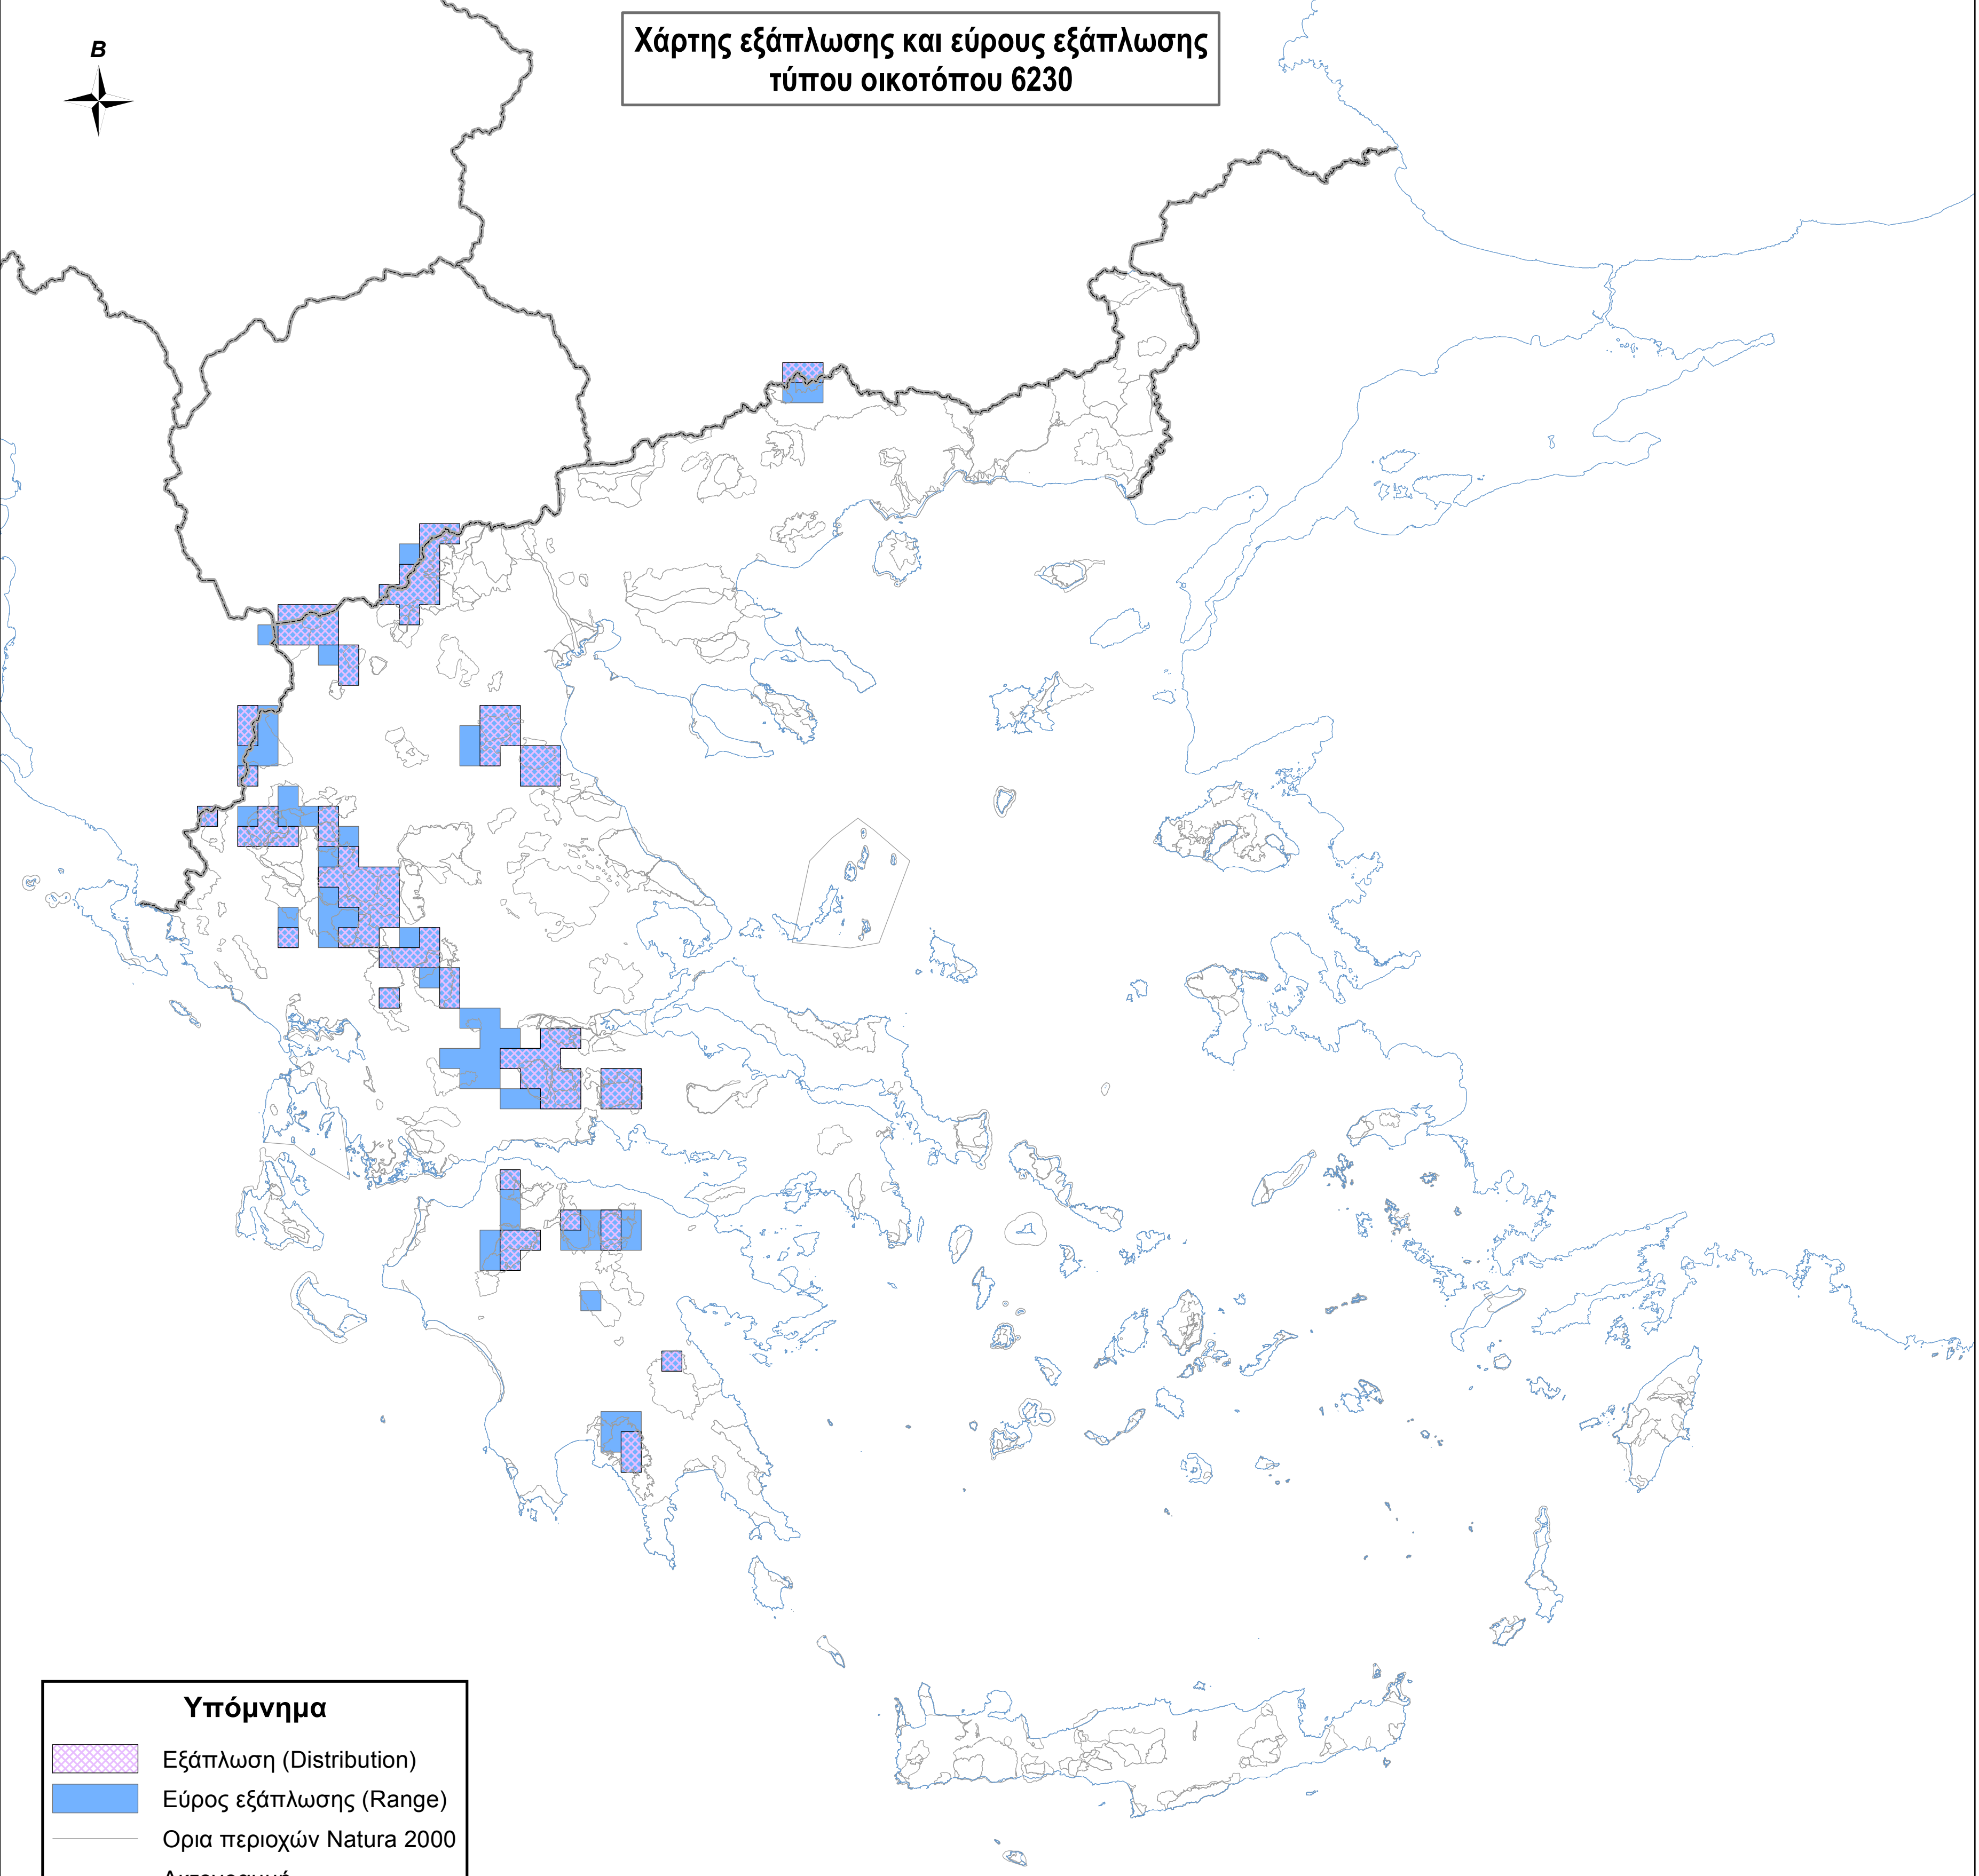 Β
Χάρτης εξάπλωσης και εύρους εξάπλωσης
τύπου οικοτόπου 6230
Υπόμνημα
Εξάπλωση (Distribution)
Εύρος εξάπλωσης (Range)
Ορια περιοχών Natura 2000